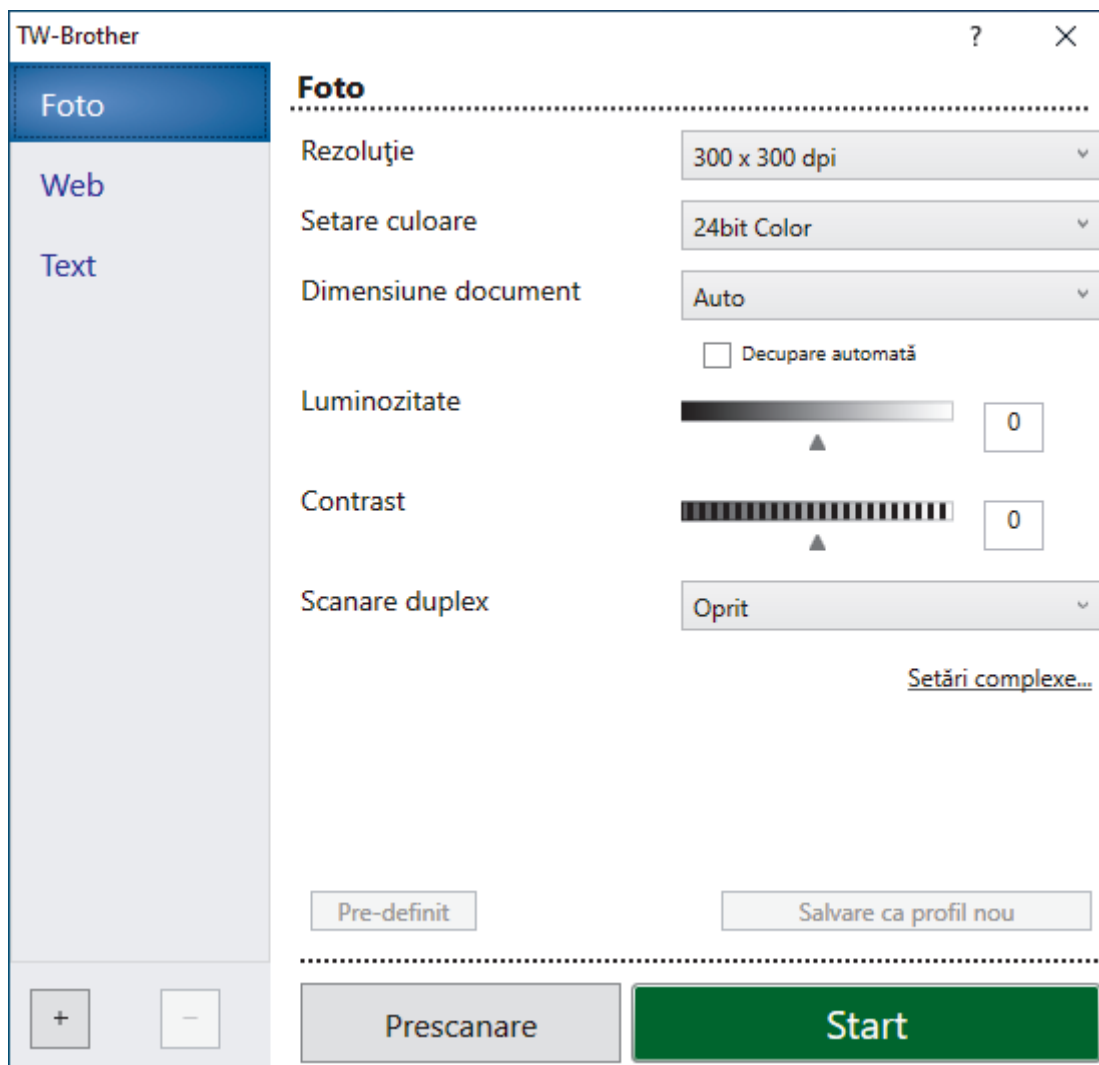 TW-Brother
?
Foto
Web
Text
+
−
Foto
Rezoluţie
300 x 300 dpi
Setare culoare
24bit Color
Dimensiune document
Auto
Decupare automată
Luminozitate
0
Contrast
0
Scanare duplex
Oprit
Setări complexe...
Pre-definit
Salvare ca profil nou
Prescanare
Start